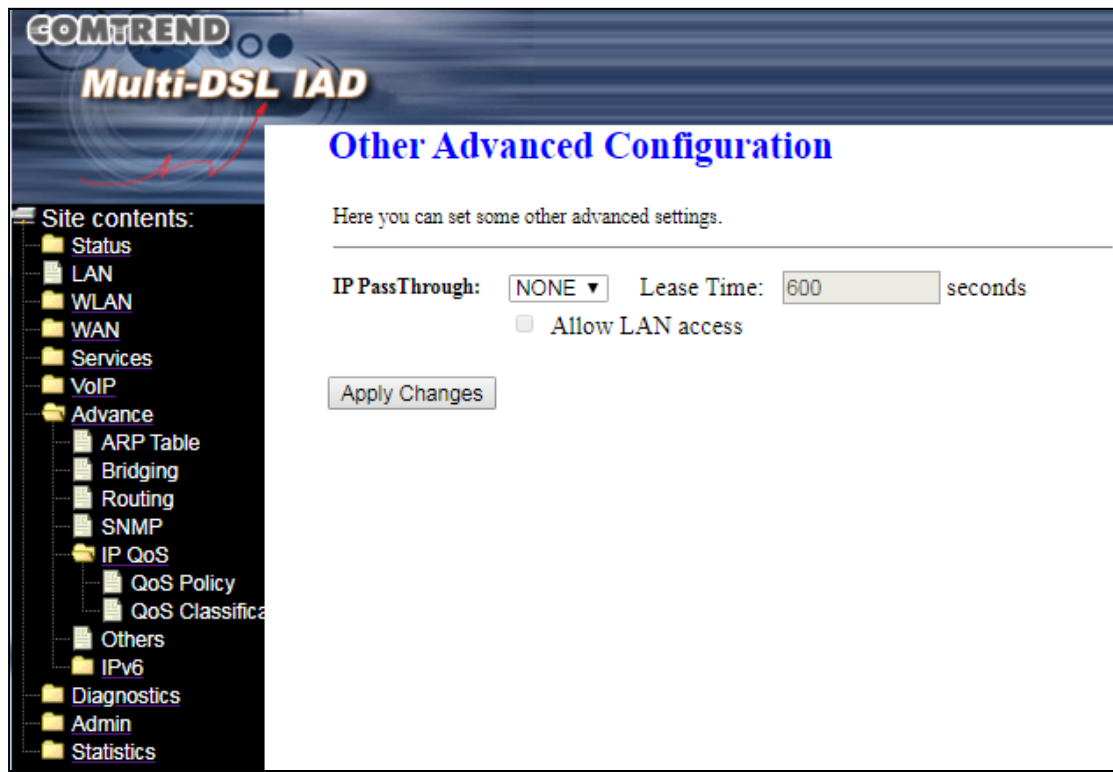 COMTREND
Multi-DSL IAD
Site contents:
Status
LAN
WLAN
WAN
Services
VoIP
Advance
ARP Table
Bridging
Routing
SNMP
IP QoS
QoS Policy
QoS Classifica
Others
IPv6
Diagnostics
Admin
Statistics
Other Advanced Configuration
Here you can set some other advanced settings.
IP PassThrough: NONE ▼ Lease Time: 600 seconds
Allow LAN access
Apply Changes